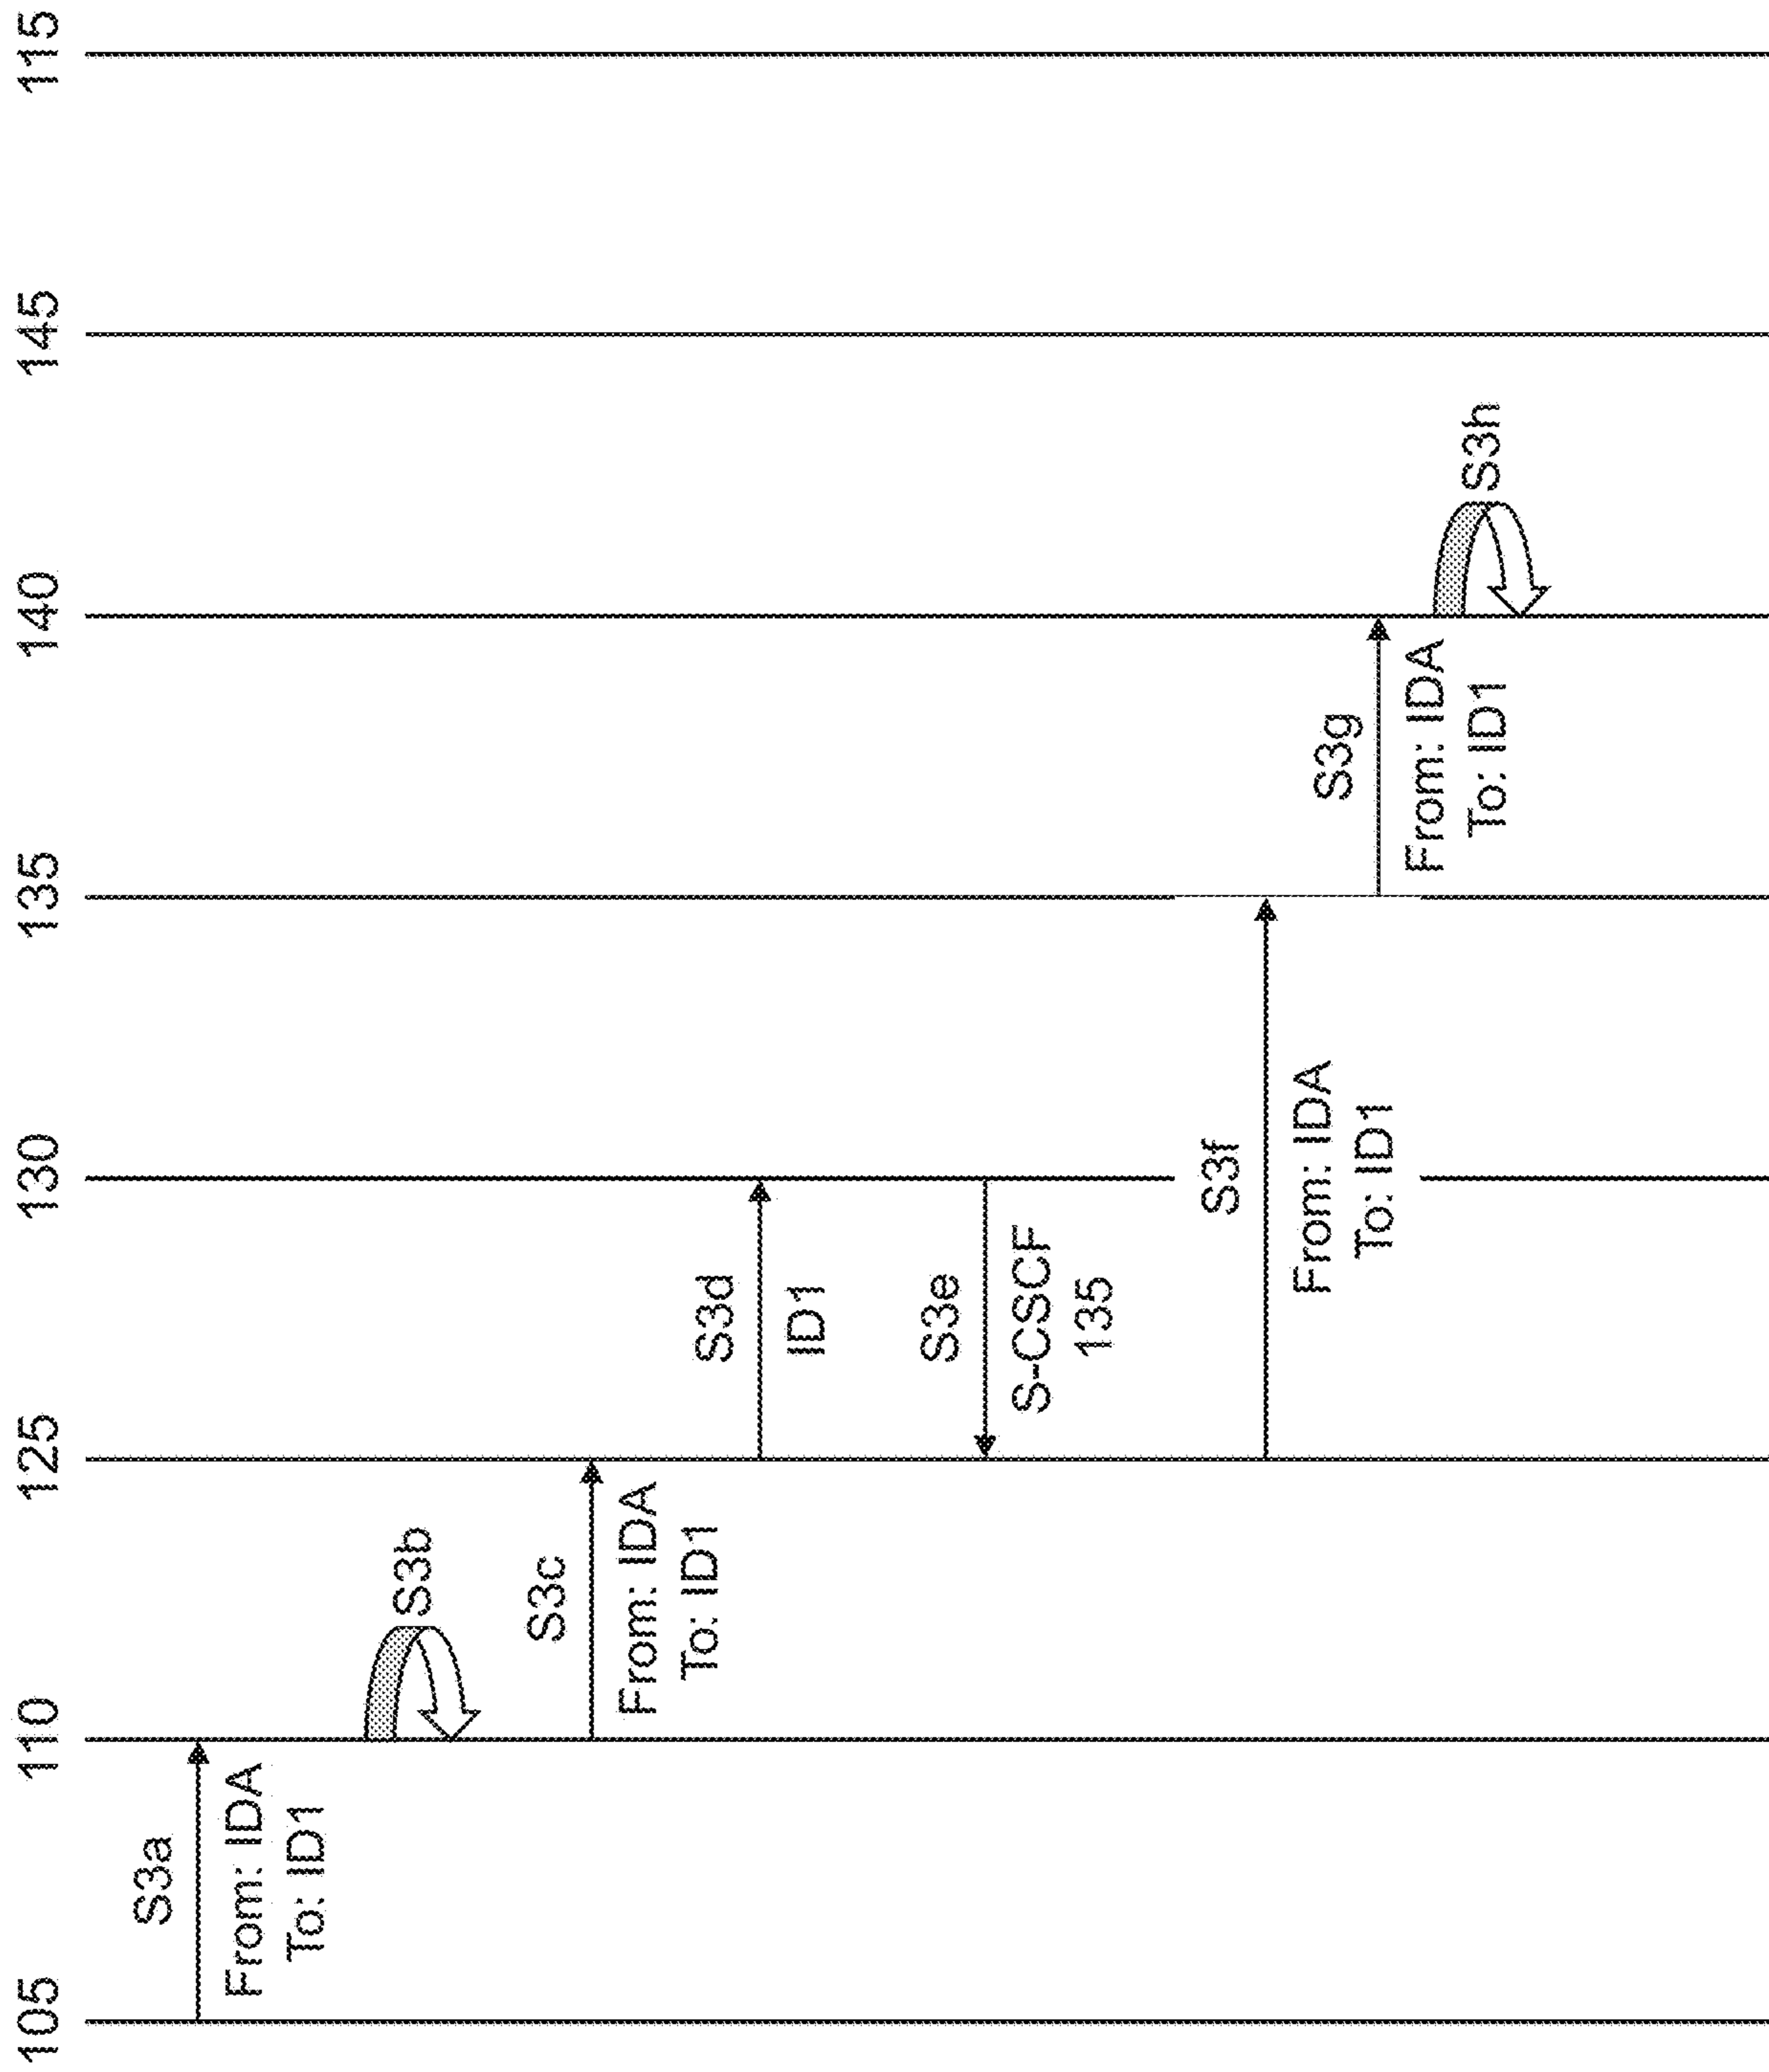 105
110
125
130
135
140
145
115
S3a
From: IDA
To: ID1
S3b
S3c
From: IDA
To: ID1
S3d
ID1
S3e
S-CSCF
135
S3f
From: IDA
To: ID1
S3g
From: IDA
To: ID1
S3h